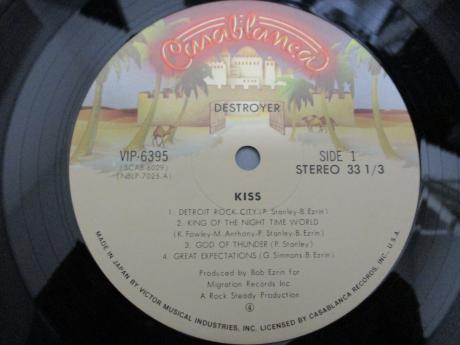 Casablanca
DESTROYER
VIP-6395
(SCAB-6029)
(NBLP-7025-A)
SIDE 1
STEREO 33 1/3
KISS
1. DETROIT ROCK CITY (P. Stanley-B. Ezrin)
2. KING OF THE NIGHT TIME WORLD
(K. Fowley-M. Anthony-P. Stanley-B. Ezrin)
3. GOD OF THUNDER (P. Stanley)
4. GREAT EXPECTATIONS (G. Simmons-B. Ezrin)
Produced by Bob Ezrin for
Migration Records Inc
A Rock Steady Production
④
MADE IN JAPAN BY VICTOR MUSICAL INDUSTRIES, INC. LICENSED BY CASABLANCA RECORDS, INC., U.S.A.